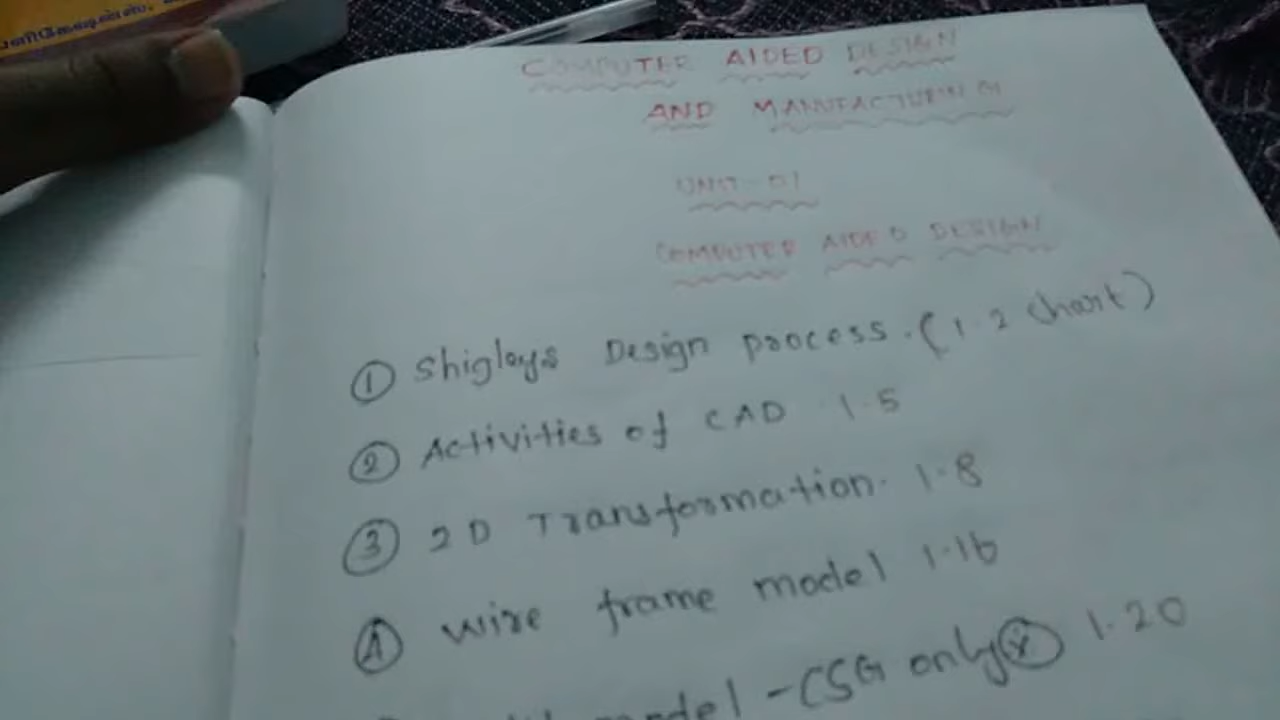 COMPUTER AIDED DESIGN
AND MANUFACTURING
UNIT-01
COMPUTER AIDED DESIGN
① Shigleys Design process. (1.2 chart)
② Activities of CAD 1.5
③ 2D Transformation. 1.8
④ wire frame model 1.16
model - CSG only 1.20